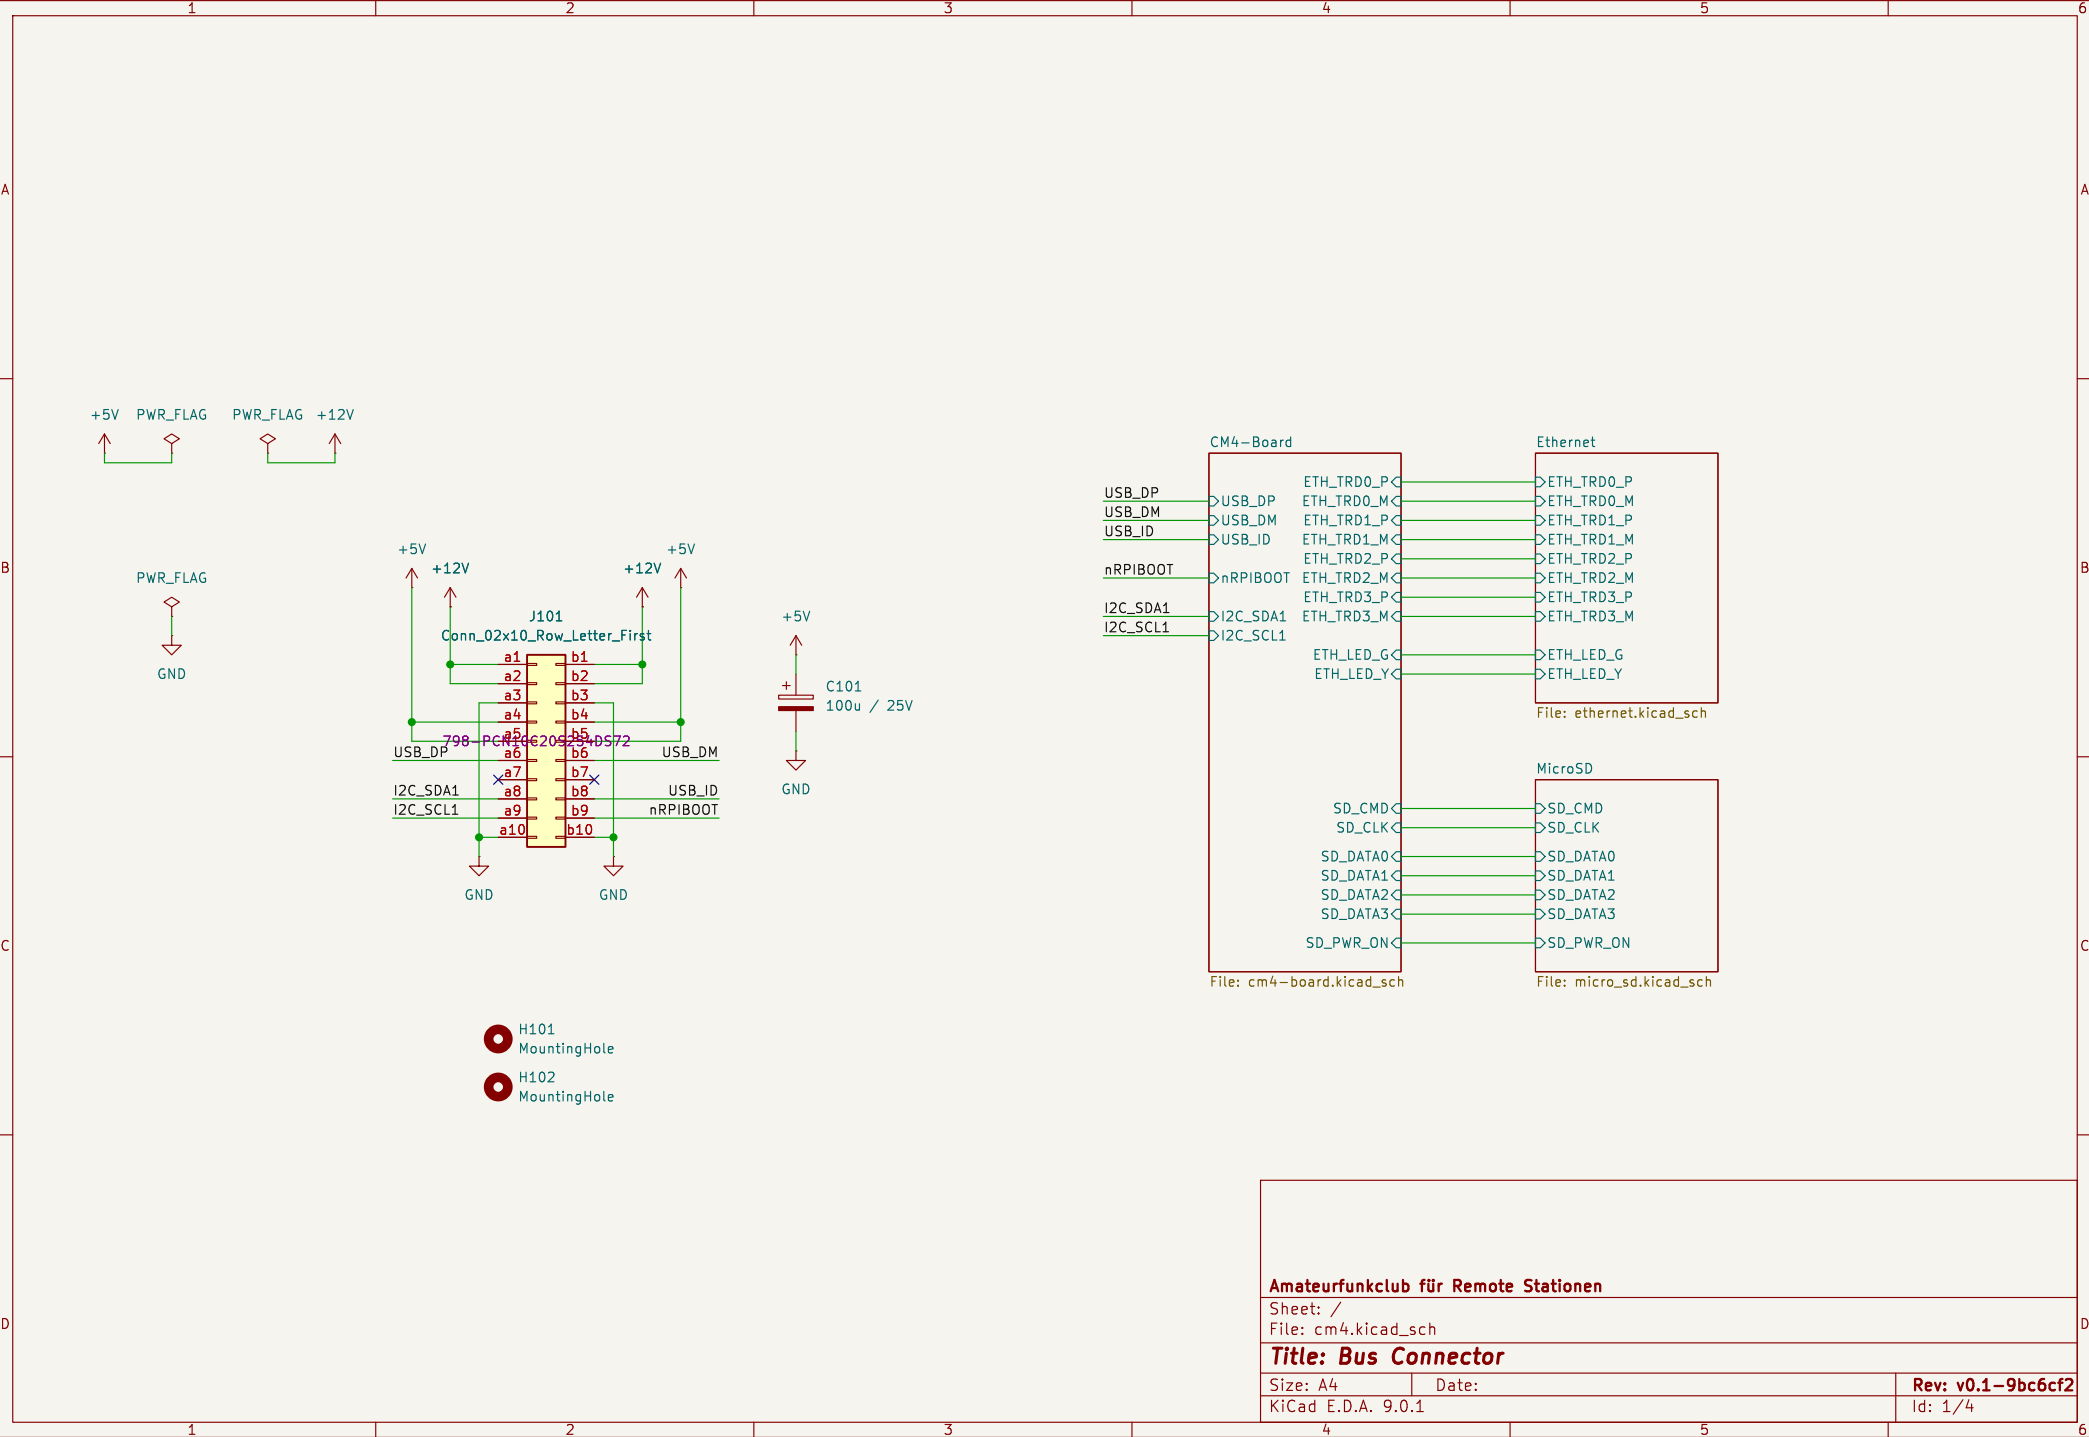 1 2 3 4 5 6
A A
B B
C C
D D
+5V PWR_FLAG PWR_FLAG +12V
PWR_FLAG
GND
+5V
+12V
+12V
+5V
J101
Conn_02x10_Row_Letter_First
a1 b1
a2 b2
a3 b3
a4 b4
a5 b5
798-PCN10C20S254DS72
USB_DP a6 b6 USB_DM
a7 b7
I2C_SDA1 a8 b8 USB_ID
I2C_SCL1 a9 b9 nRPIBOOT
a10 b10
GND GND
+5V
+
C101
100u / 25V
GND
H101
MountingHole
H102
MountingHole
CM4-Board
USB_DP
USB_DM
USB_ID
nRPIBOOT
I2C_SDA1
I2C_SCL1
USB_DP
USB_DM
USB_ID
nRPIBOOT
I2C_SDA1
I2C_SCL1
ETH_TRD0_P
ETH_TRD0_M
ETH_TRD1_P
ETH_TRD1_M
ETH_TRD2_P
ETH_TRD2_M
ETH_TRD3_P
ETH_TRD3_M
ETH_LED_G
ETH_LED_Y
SD_CMD
SD_CLK
SD_DATA0
SD_DATA1
SD_DATA2
SD_DATA3
SD_PWR_ON
File: cm4-board.kicad_sch
Ethernet
ETH_TRD0_P
ETH_TRD0_M
ETH_TRD1_P
ETH_TRD1_M
ETH_TRD2_P
ETH_TRD2_M
ETH_TRD3_P
ETH_TRD3_M
ETH_LED_G
ETH_LED_Y
File: ethernet.kicad_sch
MicroSD
SD_CMD
SD_CLK
SD_DATA0
SD_DATA1
SD_DATA2
SD_DATA3
SD_PWR_ON
File: micro_sd.kicad_sch
Amateurfunkclub für Remote Stationen
Sheet: /
File: cm4.kicad_sch
Title: Bus Connector
Size: A4 Date: Rev: v0.1-9bc6cf2
KiCad E.D.A. 9.0.1 Id: 1/4
1 2 3 4 5 6